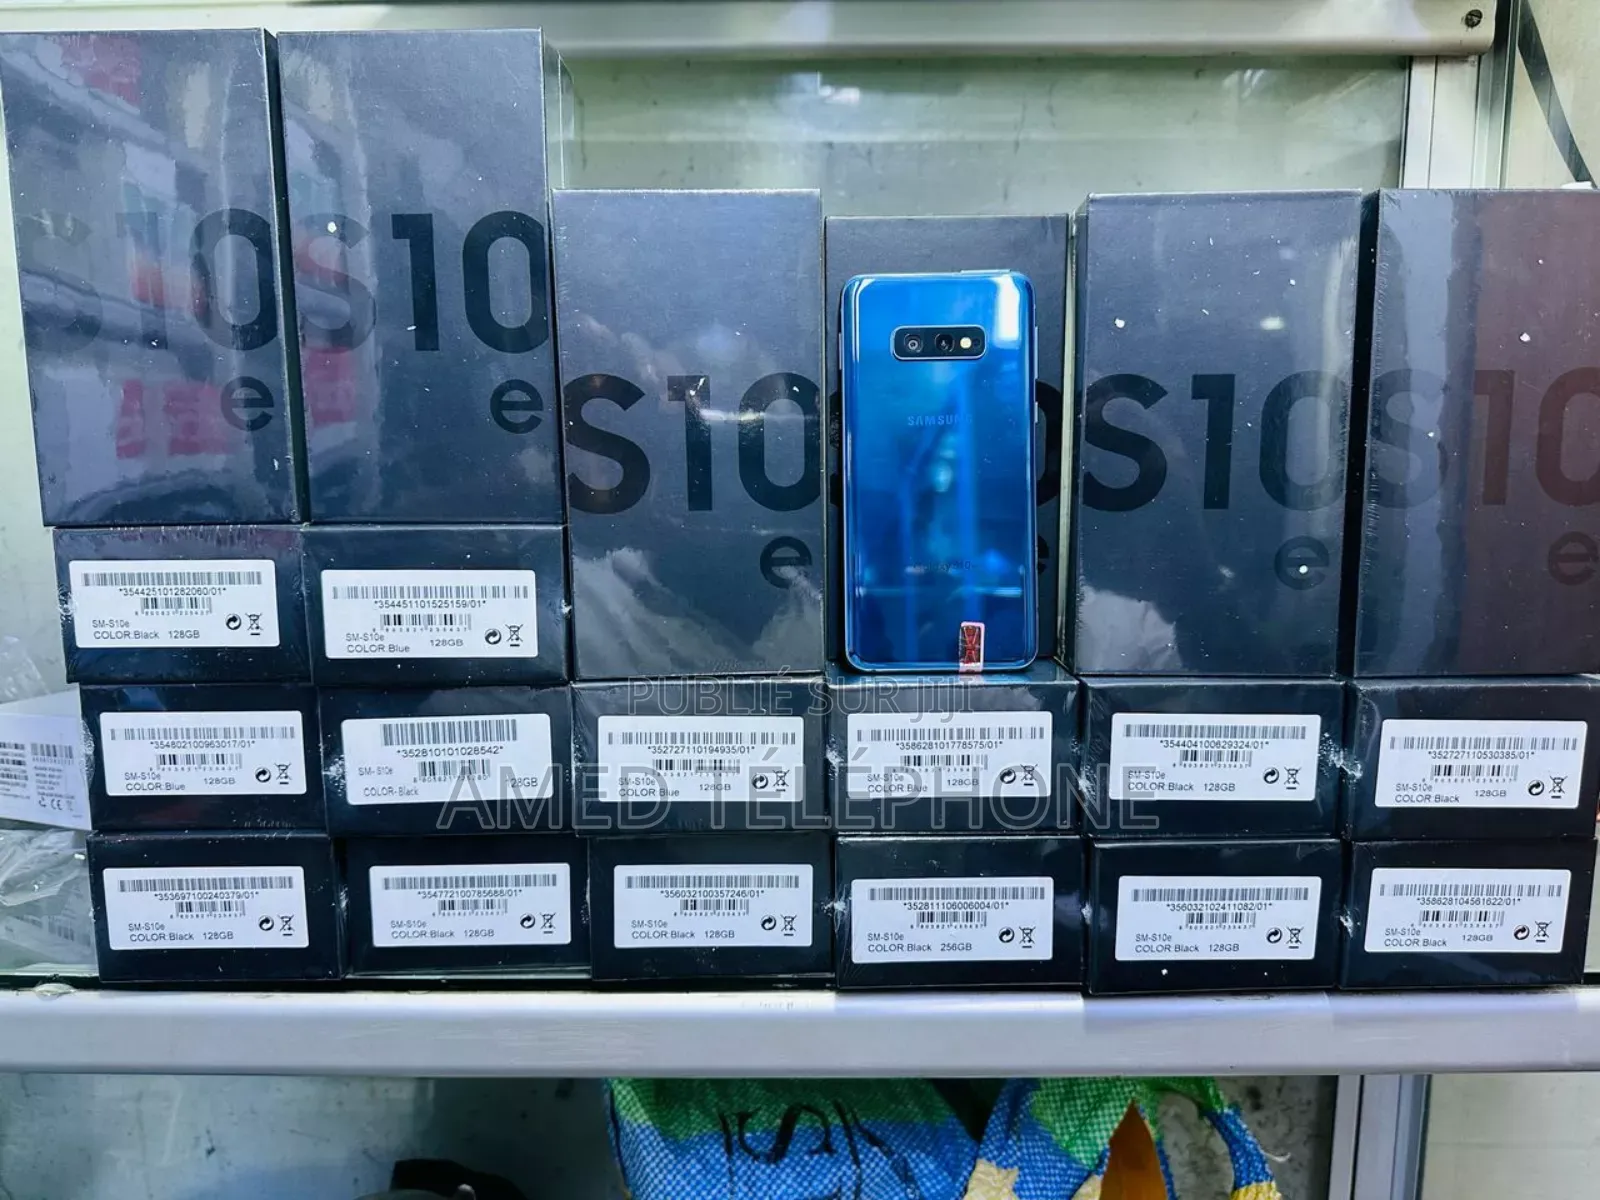 S10
e
S10
e
S10
e
S10
e
S10
e
SAMSUNG
*354425101282060/01*
SM-S10e
COLOR:Black 128GB
*354451101525159/01*
SM-S10e
COLOR:Blue 128GB
PUBLIÉ SUR JIJI
AMED TÉLÉPHONE
*354802100963017/01*
SM-S10e
COLOR:Blue 128GB
*352810101028542*
SM-S10e
COLOR-Black 128GB
*352727110194935/01*
SM-S10e
COLOR:Blue 128GB
*358628101778575/01*
SM-S10e
COLOR:Blue 128GB
*354404100629324/01*
SM-S10e
COLOR:Black 128GB
*352727110530385/01*
SM-S10e
COLOR:Black 128GB
*353697100240379/01*
SM-S10e
COLOR:Black 128GB
*354772100785688/01*
SM-S10e
COLOR:Black 128GB
*356032100357246/01*
SM-S10e
COLOR:Black 128GB
*352811106006004/01*
SM-S10e
COLOR:Black 256GB
*356032102411082/01*
SM-S10e
COLOR:Black 128GB
*358628104561622/01*
SM-S10e
COLOR:Black 128GB